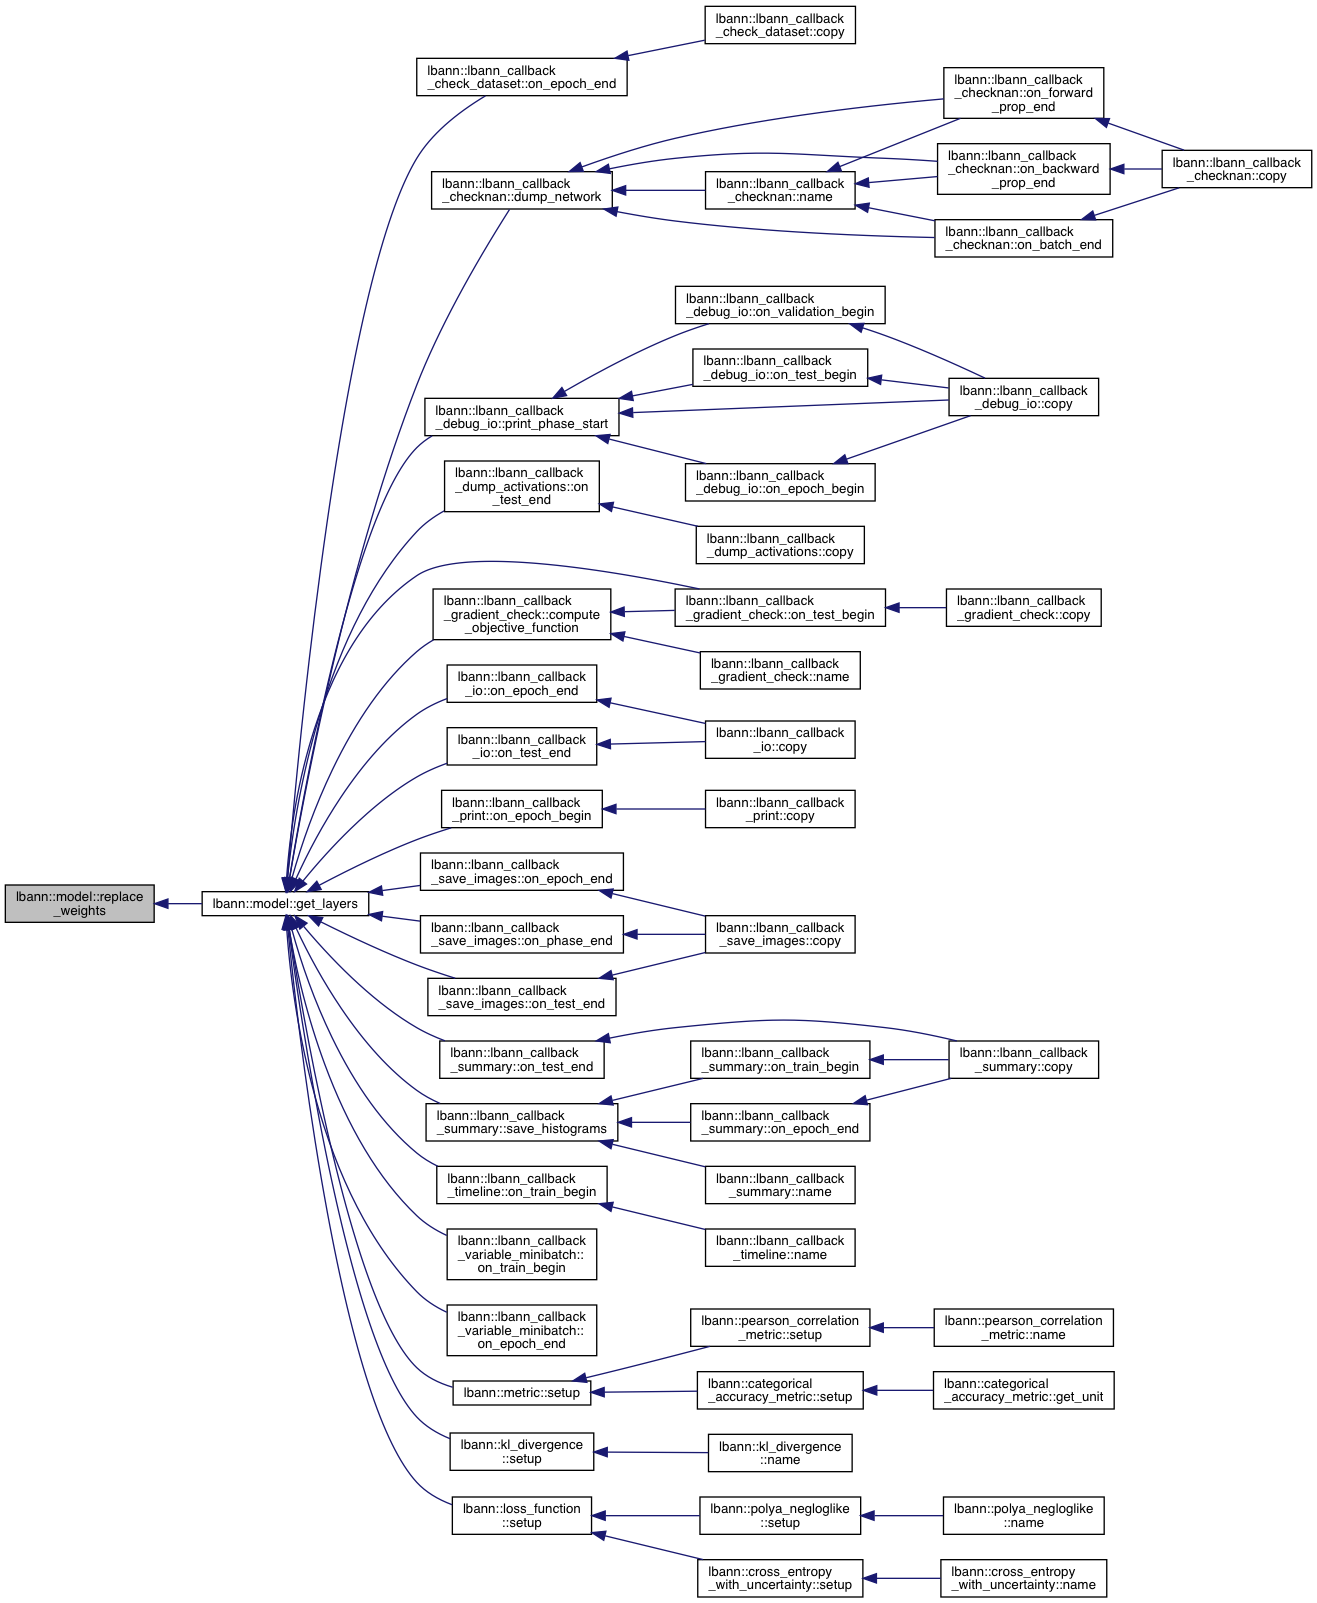 lbann::lbann_callback
_check_dataset::copy
lbann::lbann_callback
_check_dataset::on_epoch_end
lbann::lbann_callback
_checknan::on_forward
_prop_end
lbann::lbann_callback
_checknan::on_backward
_prop_end
lbann::lbann_callback
_checknan::copy
lbann::lbann_callback
_checknan::dump_network
lbann::lbann_callback
_checknan::name
lbann::lbann_callback
_checknan::on_batch_end
lbann::lbann_callback
_debug_io::on_validation_begin
lbann::lbann_callback
_debug_io::on_test_begin
lbann::lbann_callback
_debug_io::copy
lbann::lbann_callback
_debug_io::print_phase_start
lbann::lbann_callback
_debug_io::on_epoch_begin
lbann::lbann_callback
_dump_activations::on
_test_end
lbann::lbann_callback
_dump_activations::copy
lbann::lbann_callback
_gradient_check::compute
_objective_function
lbann::lbann_callback
_gradient_check::on_test_begin
lbann::lbann_callback
_gradient_check::copy
lbann::lbann_callback
_gradient_check::name
lbann::lbann_callback
_io::on_epoch_end
lbann::lbann_callback
_io::on_test_end
lbann::lbann_callback
_io::copy
lbann::lbann_callback
_print::on_epoch_begin
lbann::lbann_callback
_print::copy
lbann::model::replace
_weights
lbann::model::get_layers
lbann::lbann_callback
_save_images::on_epoch_end
lbann::lbann_callback
_save_images::on_phase_end
lbann::lbann_callback
_save_images::copy
lbann::lbann_callback
_save_images::on_test_end
lbann::lbann_callback
_summary::on_test_end
lbann::lbann_callback
_summary::on_train_begin
lbann::lbann_callback
_summary::copy
lbann::lbann_callback
_summary::save_histograms
lbann::lbann_callback
_summary::on_epoch_end
lbann::lbann_callback
_summary::name
lbann::lbann_callback
_timeline::on_train_begin
lbann::lbann_callback
_timeline::name
lbann::lbann_callback
_variable_minibatch::
on_train_begin
lbann::lbann_callback
_variable_minibatch::
on_epoch_end
lbann::pearson_correlation
_metric::setup
lbann::pearson_correlation
_metric::name
lbann::metric::setup
lbann::categorical
_accuracy_metric::setup
lbann::categorical
_accuracy_metric::get_unit
lbann::kl_divergence
::setup
lbann::kl_divergence
::name
lbann::loss_function
::setup
lbann::polya_negloglike
::setup
lbann::polya_negloglike
::name
lbann::cross_entropy
_with_uncertainty::setup
lbann::cross_entropy
_with_uncertainty::name